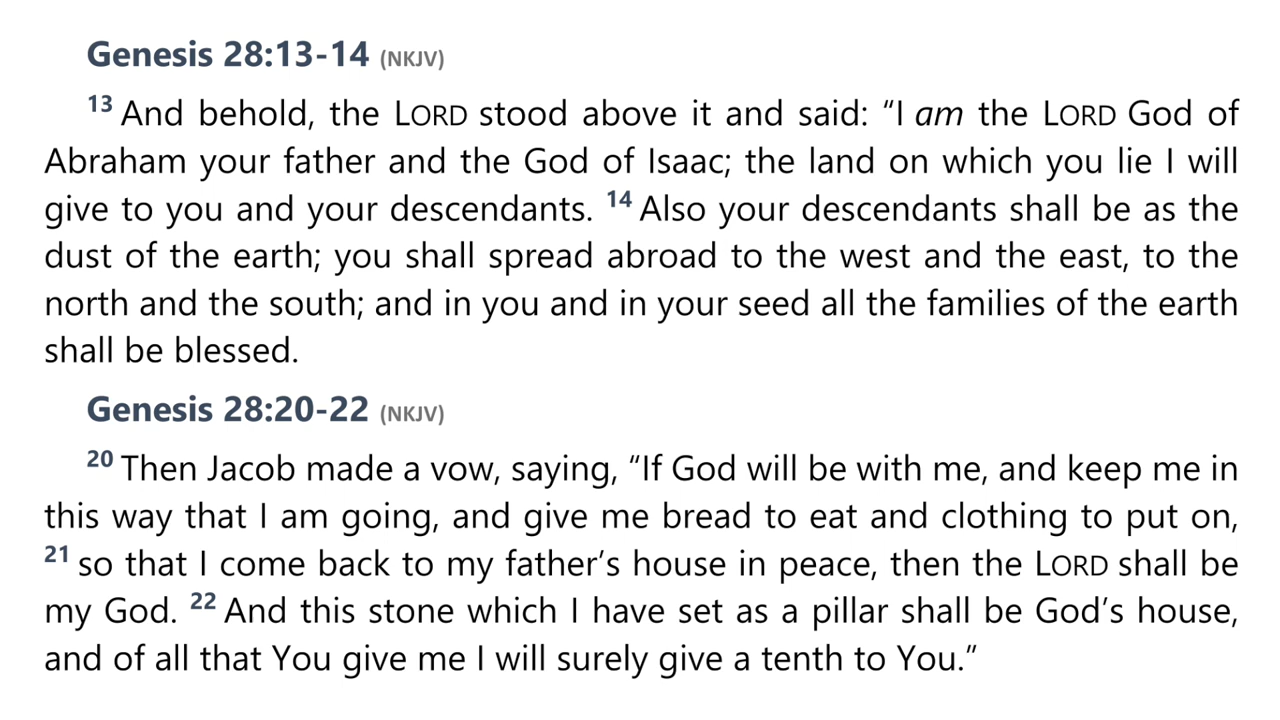 Genesis 28:13-14 (NKJV)
13 And behold, the LORD stood above it and said: “I am the LORD God of
Abraham your father and the God of Isaac; the land on which you lie I will
give to you and your descendants. 14 Also your descendants shall be as the
dust of the earth; you shall spread abroad to the west and the east, to the
north and the south; and in you and in your seed all the families of the earth
shall be blessed.
Genesis 28:20-22 (NKJV)
20 Then Jacob made a vow, saying, “If God will be with me, and keep me in
this way that I am going, and give me bread to eat and clothing to put on,
21 so that I come back to my father’s house in peace, then the LORD shall be
my God. 22 And this stone which I have set as a pillar shall be God’s house,
and of all that You give me I will surely give a tenth to You.”